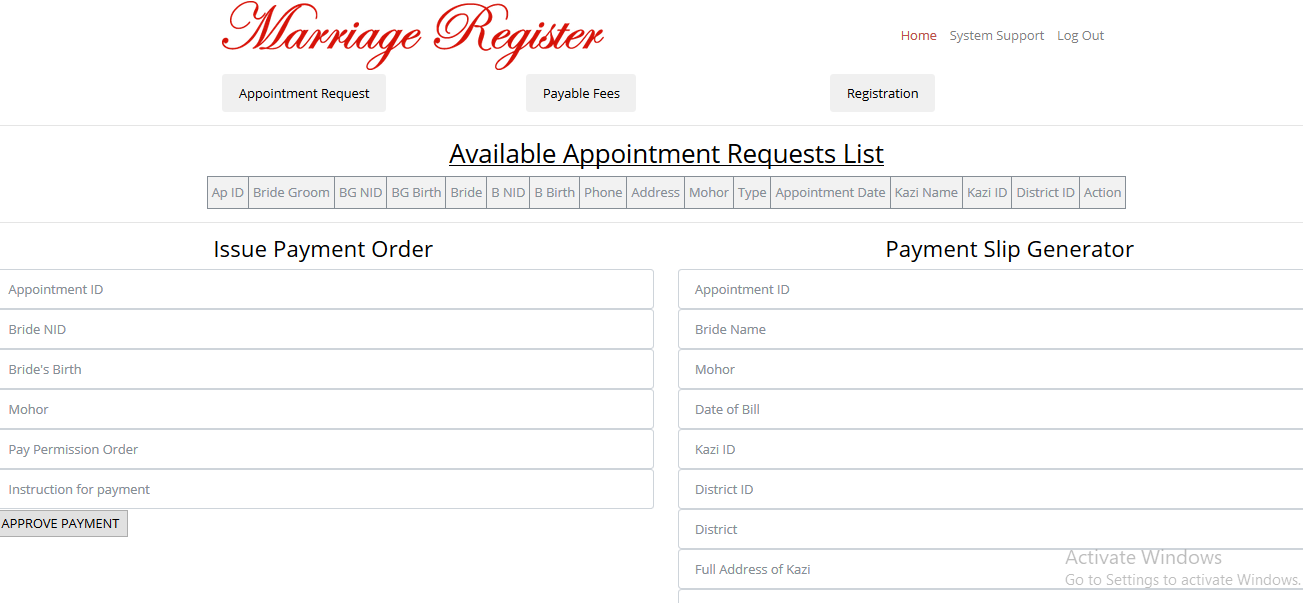 Marriage Register
Home System Support Log Out
Appointment Request Payable Fees Registration
Available Appointment Requests List
Ap ID Bride Groom BG NID BG Birth Bride B NID B Birth Phone Address Mohor Type Appointment Date Kazi Name Kazi ID District ID Action
Issue Payment Order
Appointment ID
Bride NID
Bride's Birth
Mohor
Pay Permission Order
Instruction for payment
APPROVE PAYMENT
Payment Slip Generator
Appointment ID
Bride Name
Mohor
Date of Bill
Kazi ID
District ID
District
Full Address of Kazi
Activate Windows
Go to Settings to activate Windows.